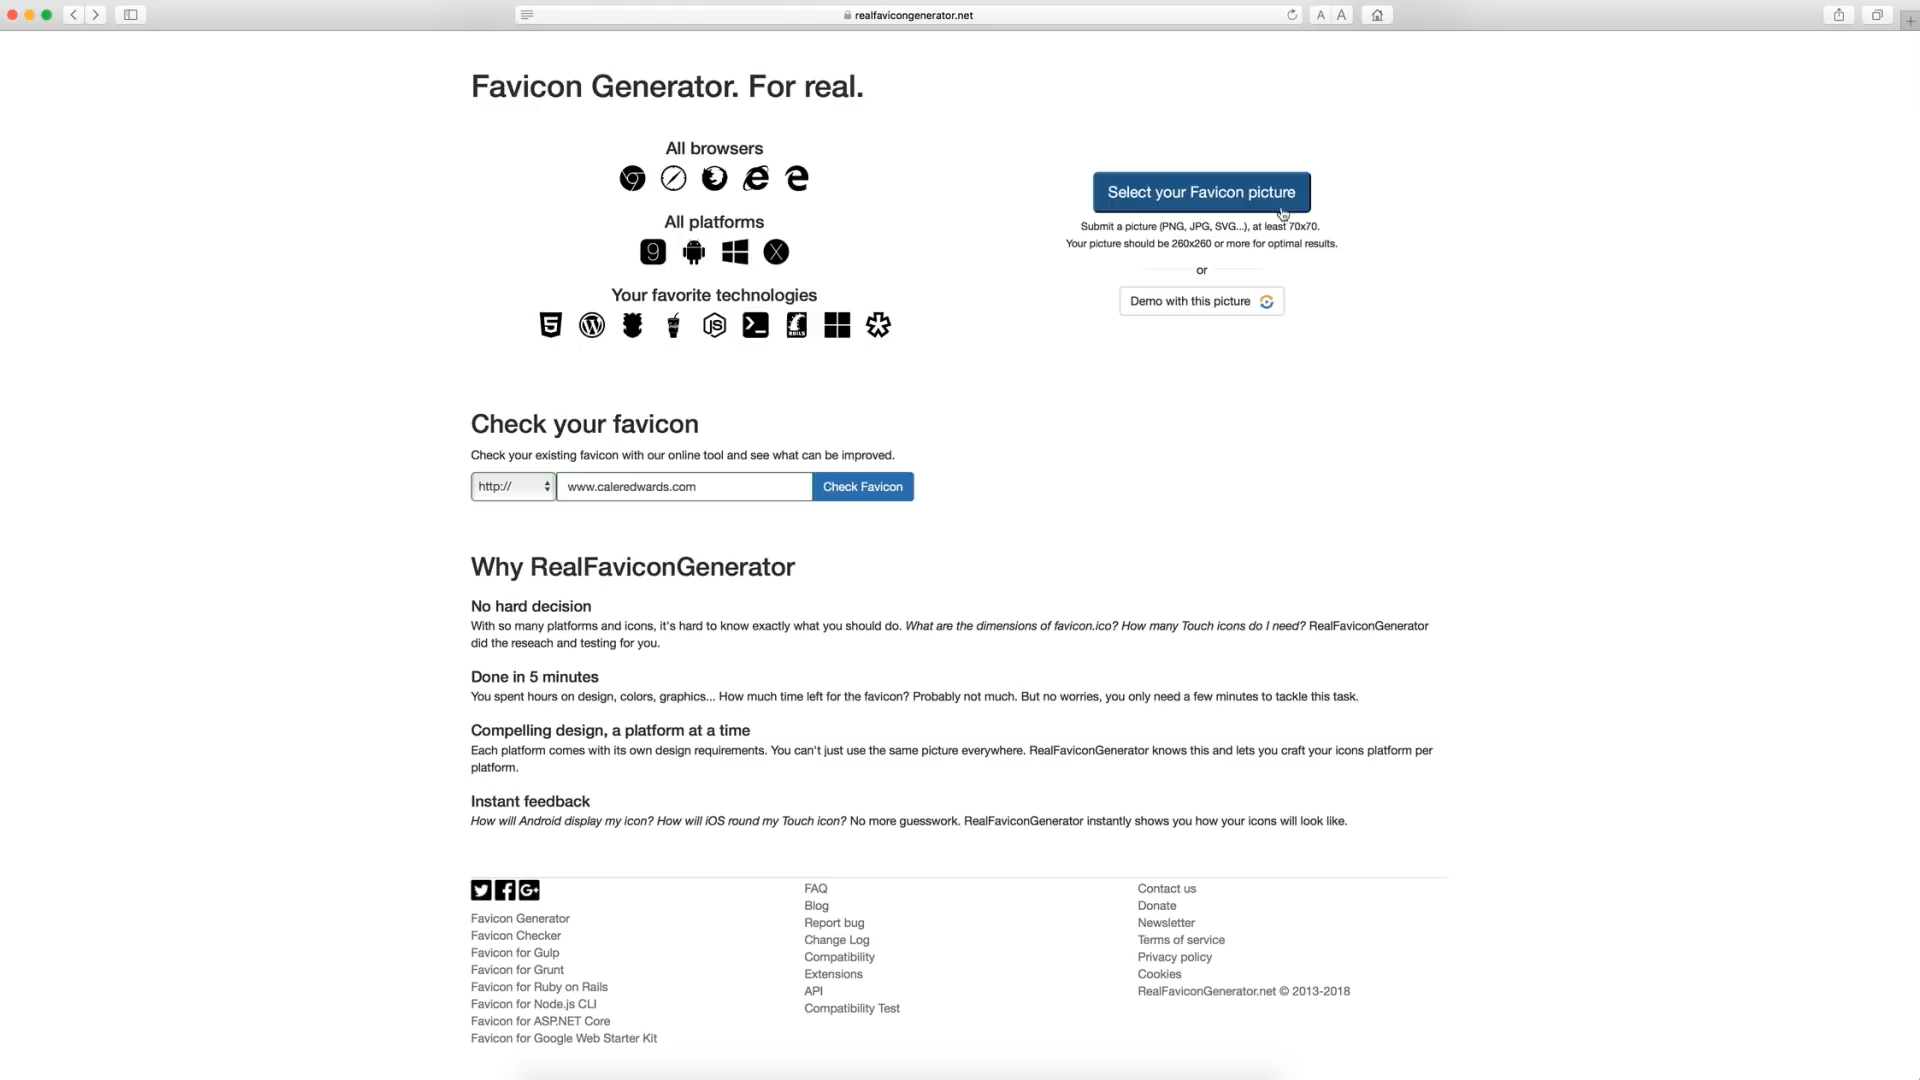 realfavicongenerator.net
A A
Favicon Generator. For real.
All browsers
All platforms
9 X
Your favorite technologies
5 JS RAILS
Select your Favicon picture
Submit a picture (PNG, JPG, SVG...), at least 70x70.
Your picture should be 260x260 or more for optimal results.
or
Demo with this picture
Check your favicon
Check your existing favicon with our online tool and see what can be improved.
http:// www.caleredwards.com Check Favicon
Why RealFaviconGenerator
No hard decision
With so many platforms and icons, it's hard to know exactly what you should do. What are the dimensions of favicon.ico? How many Touch icons do I need? RealFaviconGenerator
did the reseach and testing for you.
Done in 5 minutes
You spent hours on design, colors, graphics... How much time left for the favicon? Probably not much. But no worries, you only need a few minutes to tackle this task.
Compelling design, a platform at a time
Each platform comes with its own design requirements. You can't just use the same picture everywhere. RealFaviconGenerator knows this and lets you craft your icons platform per
platform.
Instant feedback
How will Android display my icon? How will iOS round my Touch icon? No more guesswork. RealFaviconGenerator instantly shows you how your icons will look like.
Favicon Generator
Favicon Checker
Favicon for Gulp
Favicon for Grunt
Favicon for Ruby on Rails
Favicon for Node.js CLI
Favicon for ASP.NET Core
Favicon for Google Web Starter Kit
FAQ
Blog
Report bug
Change Log
Compatibility
Extensions
API
Compatibility Test
Contact us
Donate
Newsletter
Terms of service
Privacy policy
Cookies
RealFaviconGenerator.net © 2013-2018